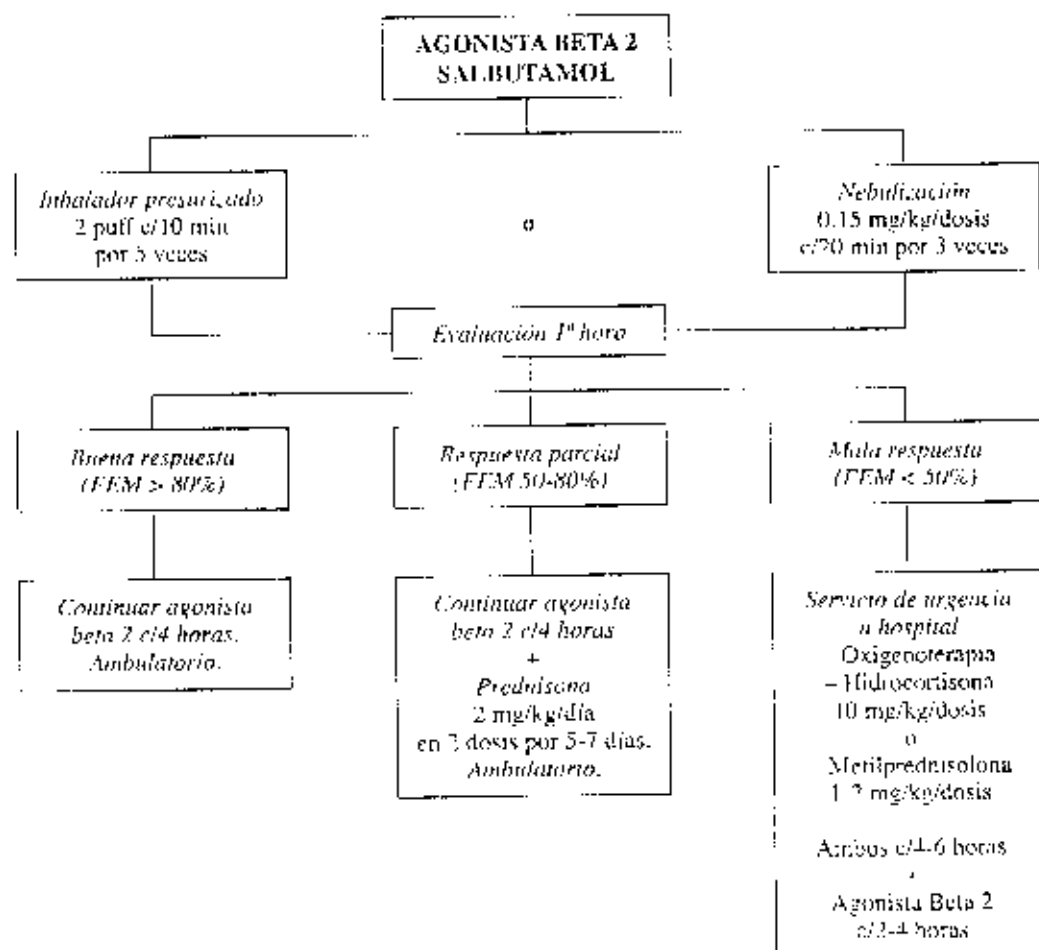 AGONISTA BETA 2
SALBUTAMOL
Inhalador presurizado
2 puff c/10 min
por 5 veces
o
Nebulización
0.15 mg/kg/dosis
c/20 min por 3 veces
Evaluación 1ª hora
Buena respuesta
(FEM > 80%)
Respuesta parcial
(FEM 50-80%)
Mala respuesta
(FEM < 50%)
Continuar agonista
beta 2 c/4 horas.
Ambulatorio.
Continuar agonista
beta 2 c/4 horas
+
Prednisona
2 mg/kg/día
en dosis por 5-7 días.
Ambulatorio.
Servicio de urgencia
u hospital
Oxigenoterapia
– Hidrocortisona
10 mg/kg/dosis
o
Metilprednisolona
1-2 mg/kg/dosis
Ambos c/4-6 horas
Agonista Beta 2
c/2-4 horas